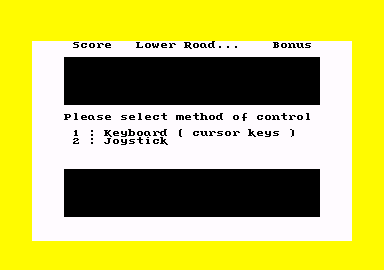 Score Lower Road... Bonus
Please select method of control
1 : Keyboard ( cursor keys )
2 : Joystick